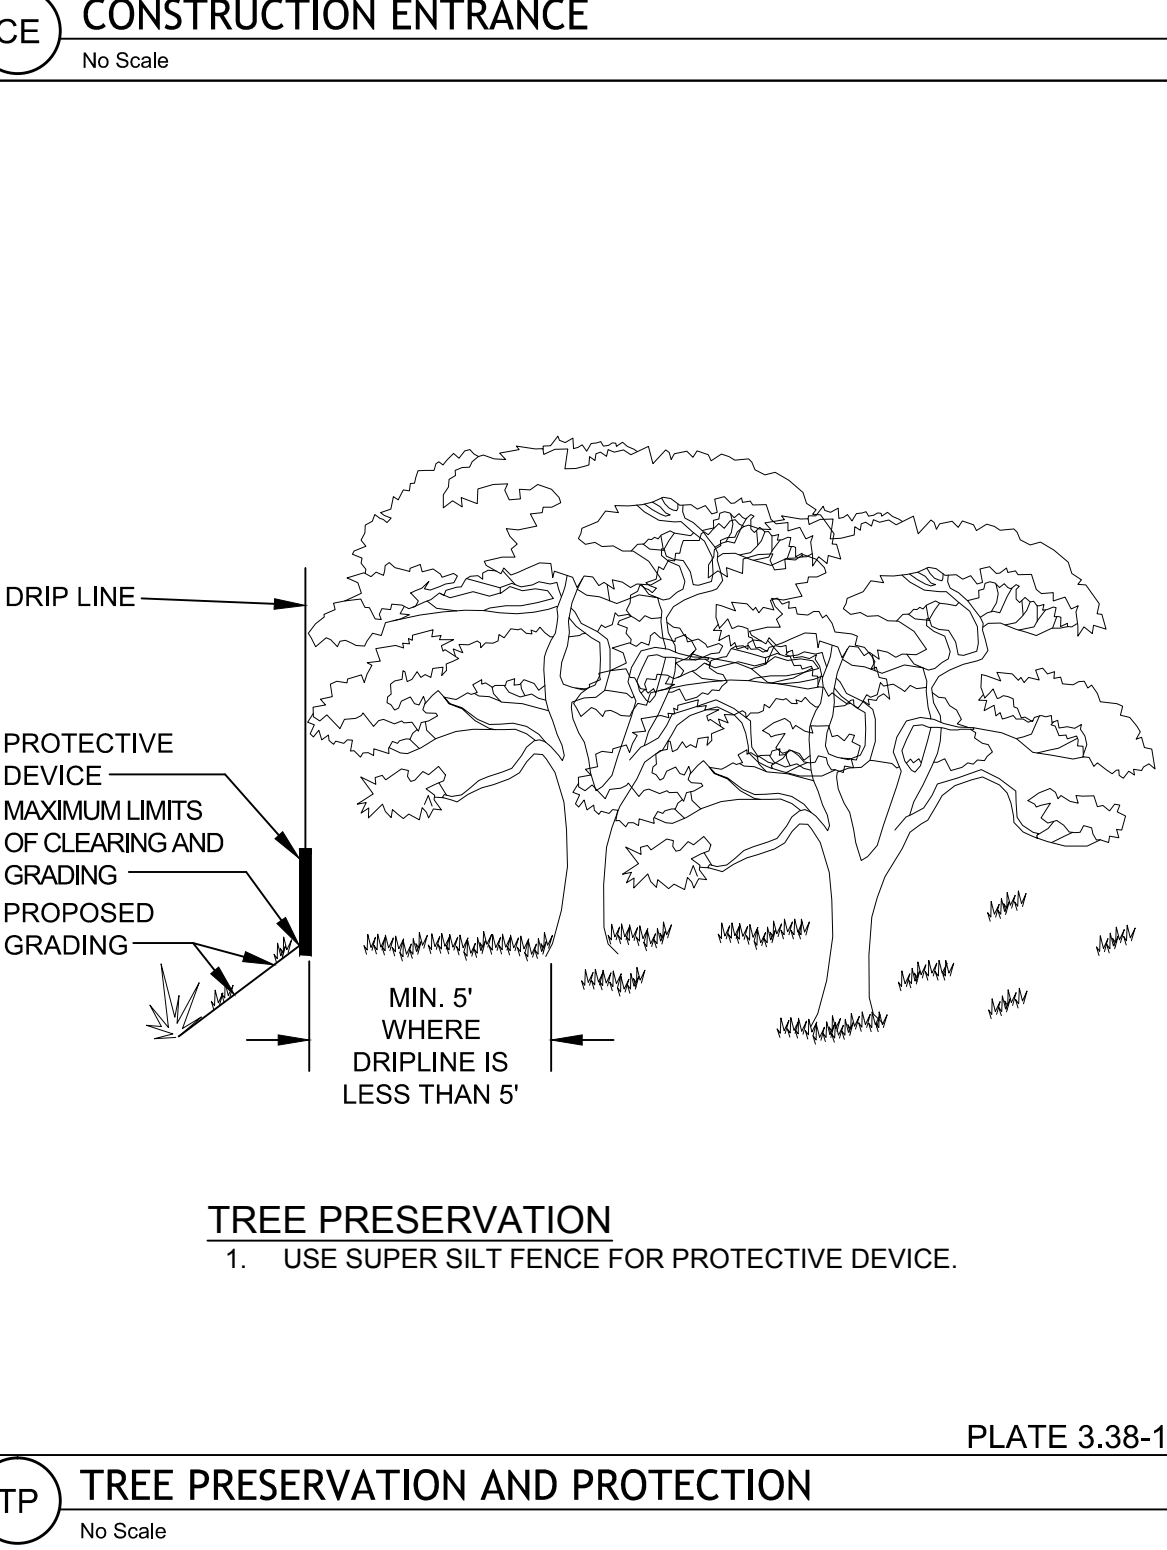 CE
CONSTRUCTION ENTRANCE
No Scale
DRIP LINE
PROTECTIVE
DEVICE
MAXIMUM LIMITS
OF CLEARING AND
GRADING
PROPOSED
GRADING
MIN. 5'
WHERE
DRIPLINE IS
LESS THAN 5'
TREE PRESERVATION
1. USE SUPER SILT FENCE FOR PROTECTIVE DEVICE.
PLATE 3.38-1
TP
TREE PRESERVATION AND PROTECTION
No Scale